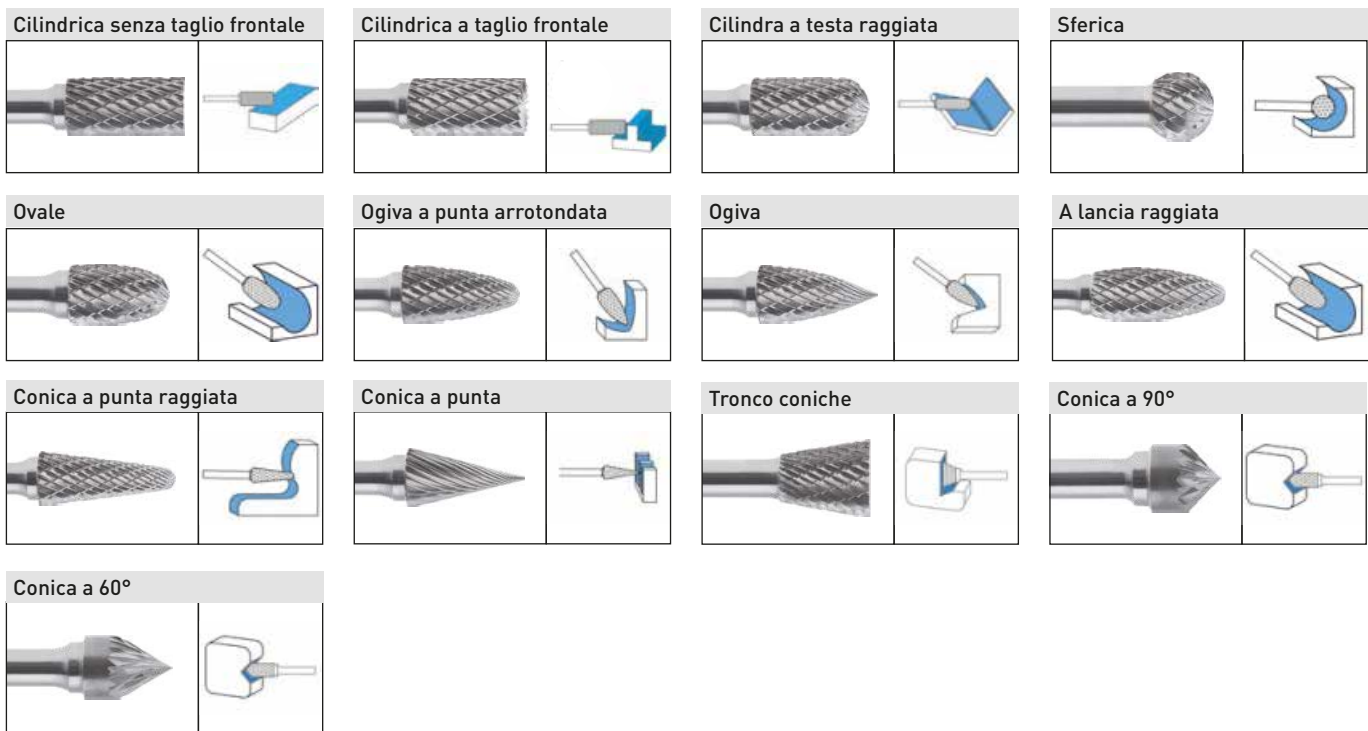 Cilindrica senza taglio frontale
Cilindrica a taglio frontale
Cilindra a testa raggiata
Sferica
Ovale
Ogiva a punta arrotondata
Ogiva
A lancia raggiata
Conica a punta raggiata
Conica a punta
Tronco coniche
Conica a 90°
Conica a 60°